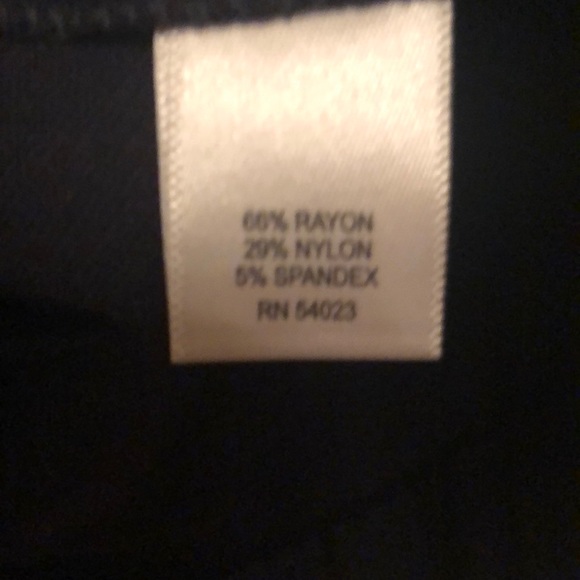 66% RAYON
29% NYLON
5% SPANDEX
RN 54023